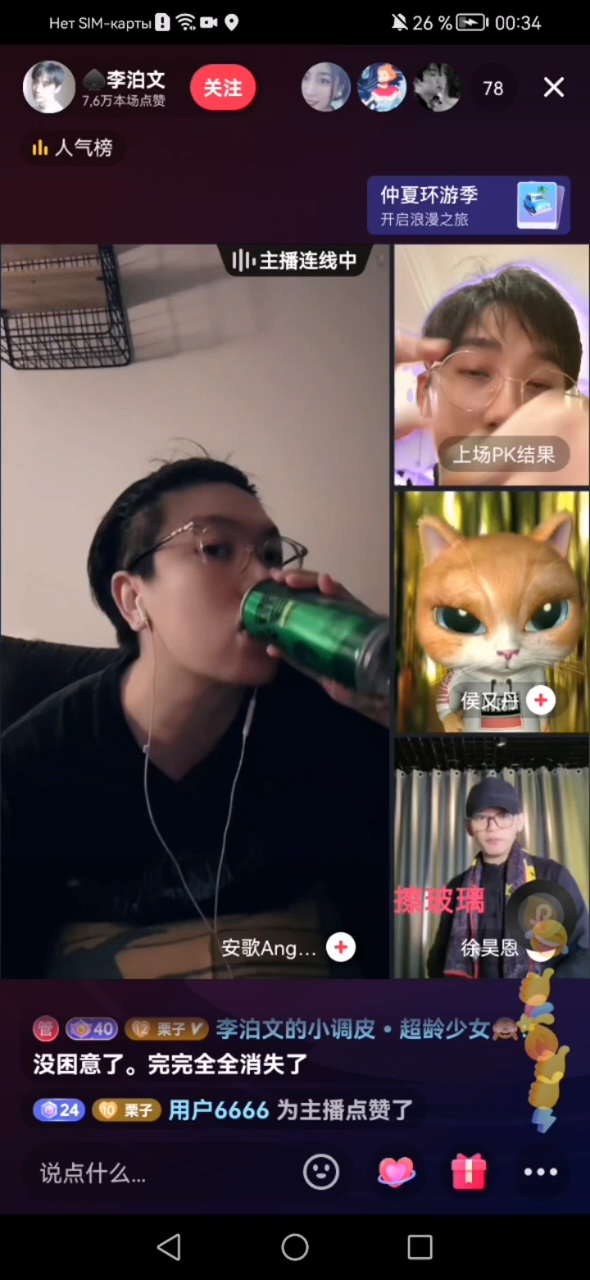 Нет SIM-карты
26 % 00:34
李泊文
7,6万本场点赞
关注
78
人气榜
仲夏环游季
开启浪漫之旅
主播连线中
上场PK结果
侯又丹
擦玻璃
徐昊恩
安歌Ang...
管 40 12 栗子 V 李泊文的小调皮 • 超龄少女
没困意了。完完全全消失了
24 10 栗子 用户6666 为主播点赞了
说点什么...